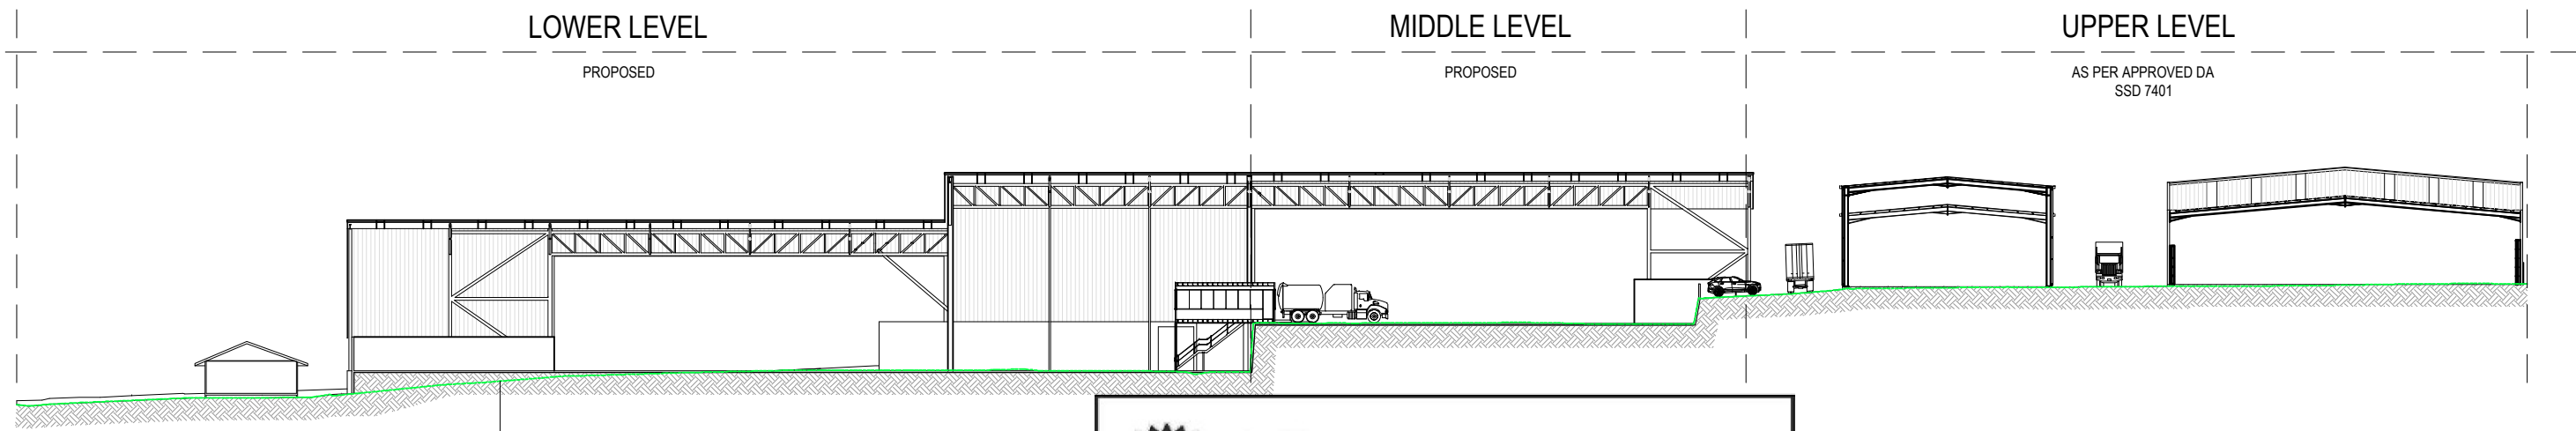 LOWER LEVEL
MIDDLE LEVEL
UPPER LEVEL
PROPOSED
PROPOSED
AS PER APPROVED DA
SSD 7401